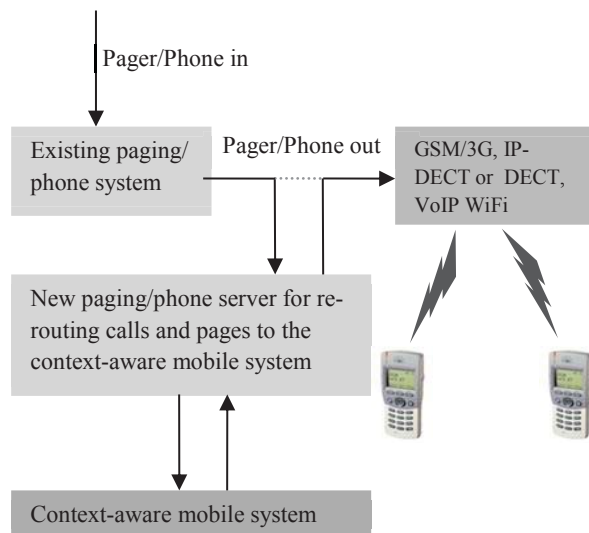 Pager/Phone in
Existing paging/
phone system
Pager/Phone out
GSM/3G, IP-
DECT or DECT,
VoIP WiFi
New paging/phone server for re-
routing calls and pages to the
context-aware mobile system
Context-aware mobile system